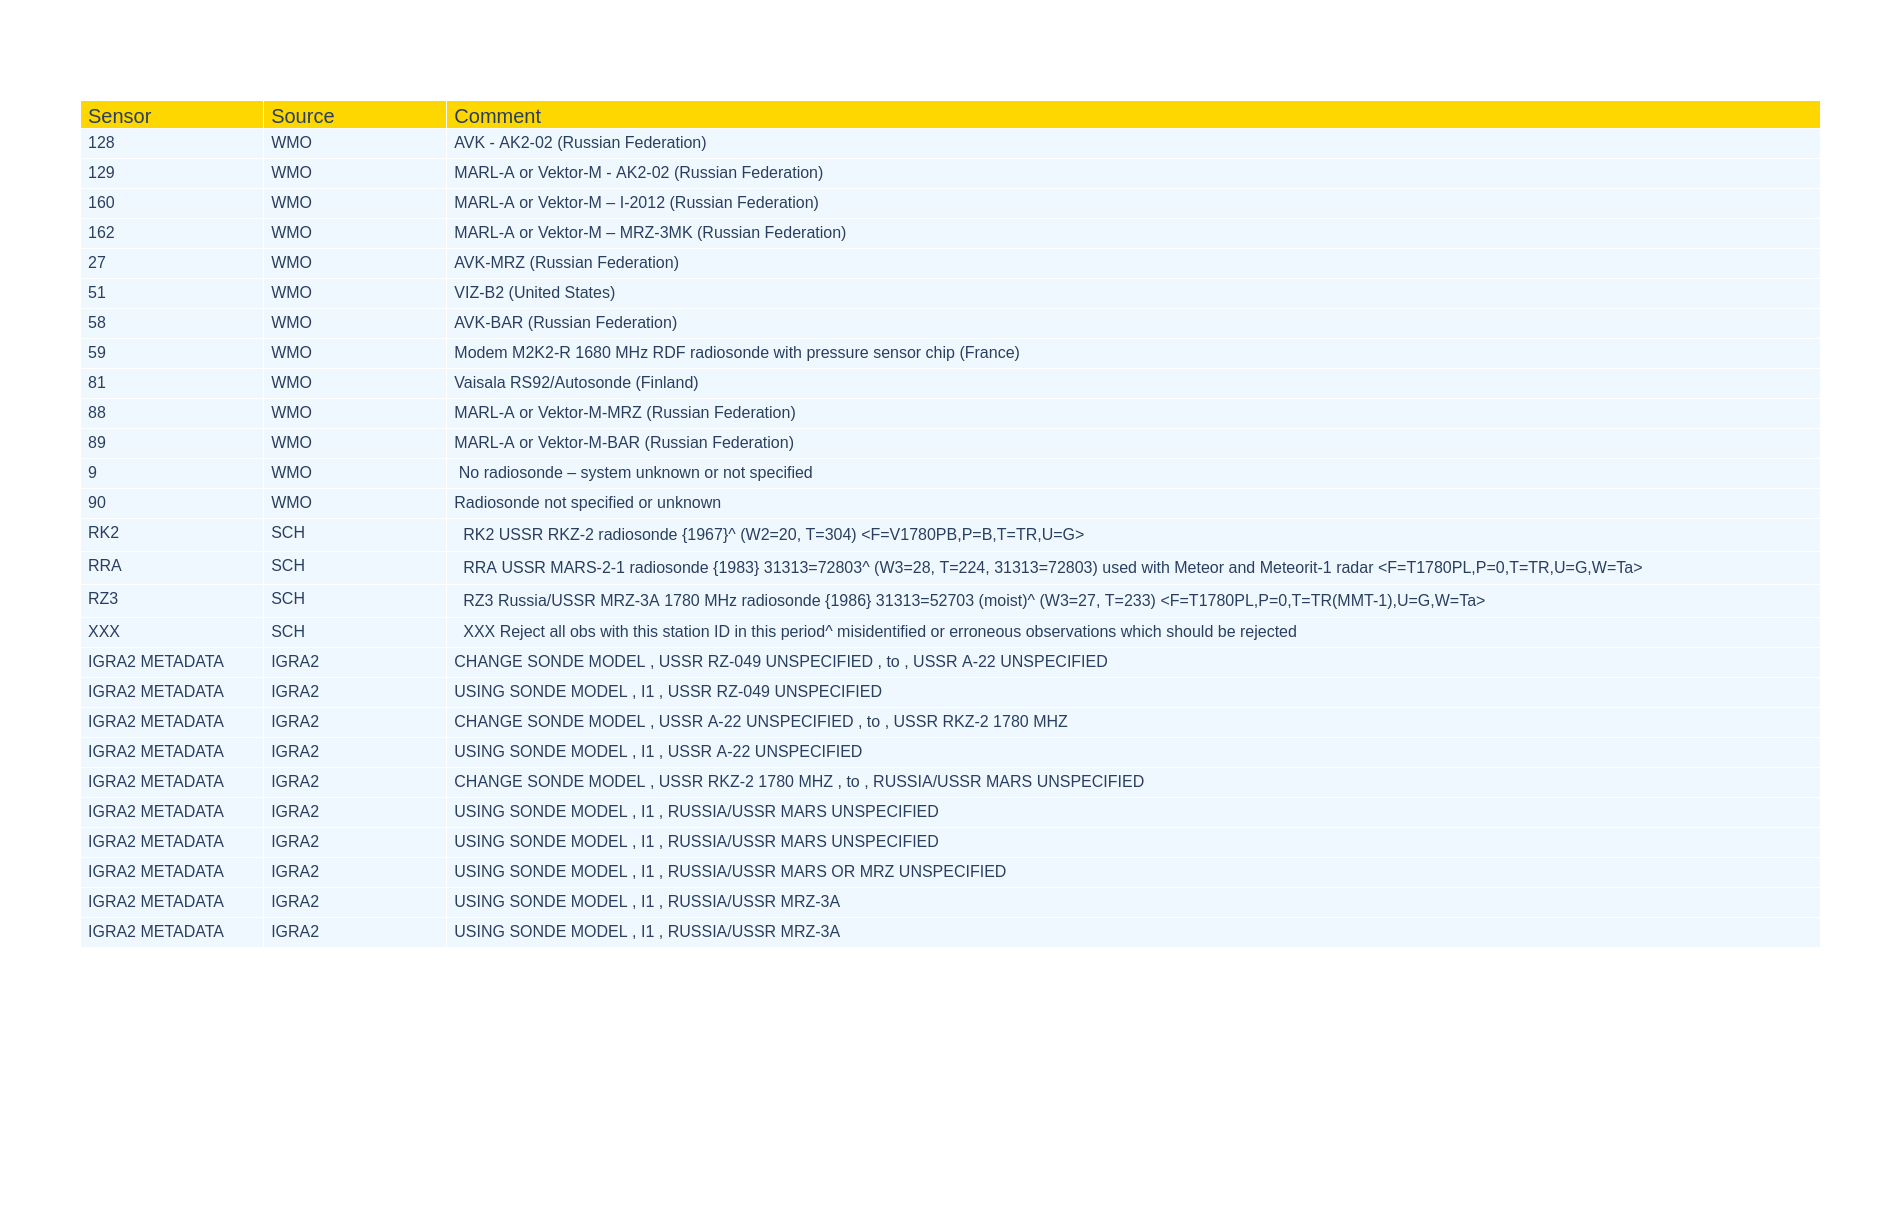 Sensor Source Comment
128 WMO AVK - AK2-02 (Russian Federation)
129 WMO MARL-A or Vektor-M - AK2-02 (Russian Federation)
160 WMO MARL-A or Vektor-M – I-2012 (Russian Federation)
162 WMO MARL-A or Vektor-M – MRZ-3MK (Russian Federation)
27 WMO AVK-MRZ (Russian Federation)
51 WMO VIZ-B2 (United States)
58 WMO AVK-BAR (Russian Federation)
59 WMO Modem M2K2-R 1680 MHz RDF radiosonde with pressure sensor chip (France)
81 WMO Vaisala RS92/Autosonde (Finland)
88 WMO MARL-A or Vektor-M-MRZ (Russian Federation)
89 WMO MARL-A or Vektor-M-BAR (Russian Federation)
9 WMO No radiosonde – system unknown or not specified
90 WMO Radiosonde not specified or unknown
RK2 SCH RK2 USSR RKZ-2 radiosonde {1967}^ (W2=20, T=304) <F=V1780PB,P=B,T=TR,U=G>
RRA SCH RRA USSR MARS-2-1 radiosonde {1983} 31313=72803^ (W3=28, T=224, 31313=72803) used with Meteor and Meteorit-1 radar <F=T1780PL,P=0,T=TR,U=G,W=Ta>
RZ3 SCH RZ3 Russia/USSR MRZ-3A 1780 MHz radiosonde {1986} 31313=52703 (moist)^ (W3=27, T=233) <F=T1780PL,P=0,T=TR(MMT-1),U=G,W=Ta>
XXX SCH XXX Reject all obs with this station ID in this period^ misidentified or erroneous observations which should be rejected
IGRA2 METADATA IGRA2 CHANGE SONDE MODEL , USSR RZ-049 UNSPECIFIED , to , USSR A-22 UNSPECIFIED
IGRA2 METADATA IGRA2 USING SONDE MODEL , I1 , USSR RZ-049 UNSPECIFIED
IGRA2 METADATA IGRA2 CHANGE SONDE MODEL , USSR A-22 UNSPECIFIED , to , USSR RKZ-2 1780 MHZ
IGRA2 METADATA IGRA2 USING SONDE MODEL , I1 , USSR A-22 UNSPECIFIED
IGRA2 METADATA IGRA2 CHANGE SONDE MODEL , USSR RKZ-2 1780 MHZ , to , RUSSIA/USSR MARS UNSPECIFIED
IGRA2 METADATA IGRA2 USING SONDE MODEL , I1 , RUSSIA/USSR MARS UNSPECIFIED
IGRA2 METADATA IGRA2 USING SONDE MODEL , I1 , RUSSIA/USSR MARS UNSPECIFIED
IGRA2 METADATA IGRA2 USING SONDE MODEL , I1 , RUSSIA/USSR MARS OR MRZ UNSPECIFIED
IGRA2 METADATA IGRA2 USING SONDE MODEL , I1 , RUSSIA/USSR MRZ-3A
IGRA2 METADATA IGRA2 USING SONDE MODEL , I1 , RUSSIA/USSR MRZ-3A